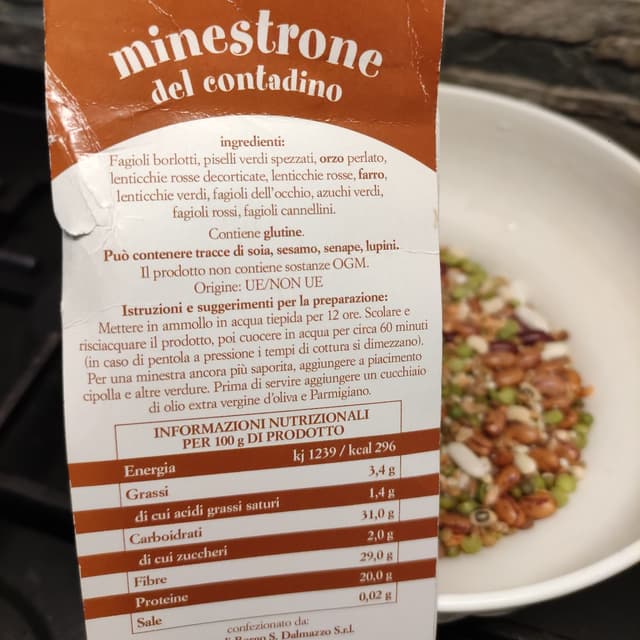 minestrone
del contadino
ingredienti:
Fagioli borlotti, piselli verdi spezzati, orzo perlato,
lenticchie rosse decorticate, lenticchie rosse, farro,
lenticchie verdi, fagioli dell'occhio, azuchi verdi,
fagioli rossi, fagioli cannellini.
Contiene glutine.
Può contenere tracce di soia, sesamo, senape, lupini.
Il prodotto non contiene sostanze OGM.
Origine: UE/NON UE
Istruzioni e suggerimenti per la preparazione:
Mettere in ammollo in acqua tiepida per 12 ore. Scolare e
risciacquare il prodotto, poi cuocere in acqua per circa 60 minuti
(in caso di pentola a pressione i tempi di cottura si dimezzano).
Per una minestra ancora più saporita, aggiungere a piacimento
cipolla e altre verdure. Prima di servire aggiungere un cucchiaio
di olio extra vergine d'oliva e Parmigiano.
INFORMAZIONI NUTRIZIONALI
PER 100 g DI PRODOTTO
Energia kj 1239 / kcal 296
Grassi 3,4 g
di cui acidi grassi saturi 1,4 g
Carboidrati 31,0 g
di cui zuccheri 2,0 g
Fibre 29,0 g
Proteine 20,0 g
Sale 0,02 g
confezionato da:
di Borgo S. Dalmazzo S.r.l.